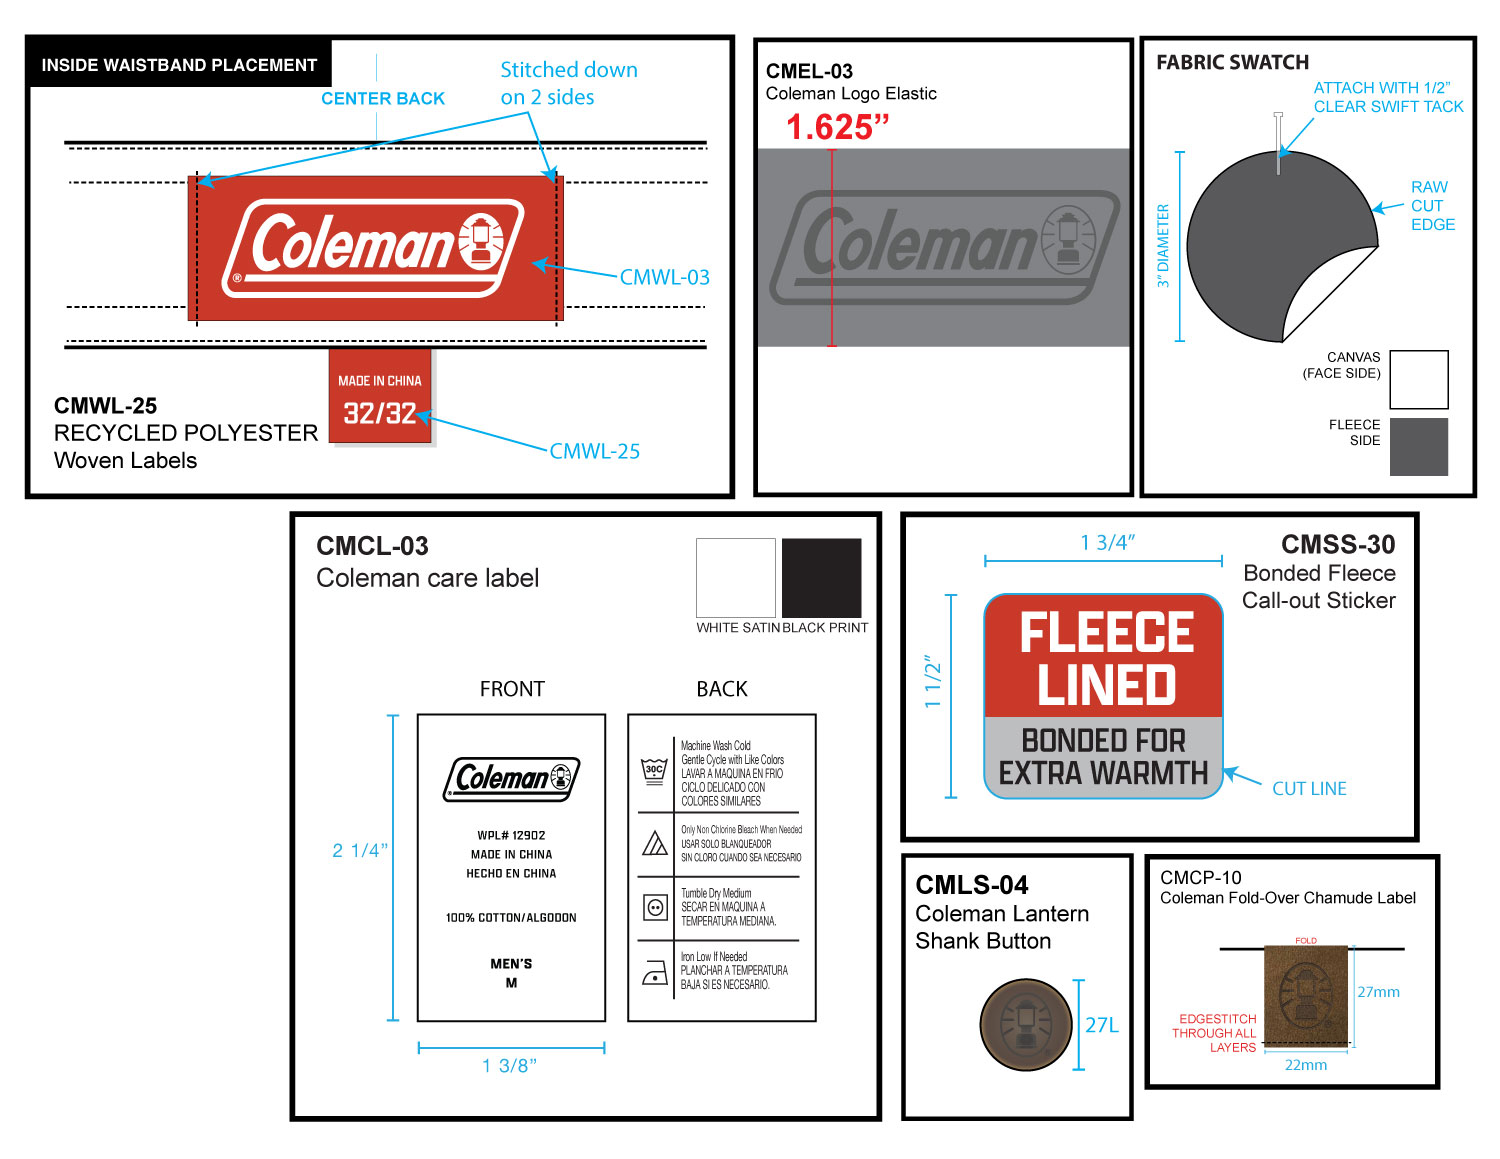 INSIDE WAISTBAND PLACEMENT
CENTER BACK
Stitched down
on 2 sides
Coleman
®
CMWL-03
MADE IN CHINA
32/32
CMWL-25
CMWL-25
RECYCLED POLYESTER
Woven Labels
CMEL-03
Coleman Logo Elastic
1.625”
Coleman
FABRIC SWATCH
ATTACH WITH 1/2”
CLEAR SWIFT TACK
RAW
CUT
EDGE
3” DIAMETER
CANVAS
(FACE SIDE)
FLEECE
SIDE
CMCL-03
Coleman care label
WHITE SATIN
BLACK PRINT
FRONT
Coleman
®
WPL# 12902
MADE IN CHINA
HECHO EN CHINA
100% COTTON/ALGODON
MEN'S
M
2 1/4”
1 3/8”
BACK
30C
Machine Wash Cold
Gentle Cycle with Like Colors
LAVAR A MAQUINA EN FRIO
CICLO DELICADO CON
COLORES SIMILARES
Only Non Chlorine Bleach When Needed
USAR SOLO BLANQUEADOR
SIN CLORO CUANDO SEA NECESARIO
Tumble Dry Medium
SECAR EN MAQUINA A
TEMPERATURA MEDIANA.
Iron Low If Needed
PLANCHAR A TEMPERATURA
BAJA SI ES NECESARIO.
CMSS-30
Bonded Fleece
Call-out Sticker
1 3/4”
1 1/2”
FLEECE
LINED
BONDED FOR
EXTRA WARMTH
CUT LINE
CMLS-04
Coleman Lantern
Shank Button
27L
CMCP-10
Coleman Fold-Over Chamude Label
FOLD
27mm
EDGESTITCH
THROUGH ALL
LAYERS
22mm